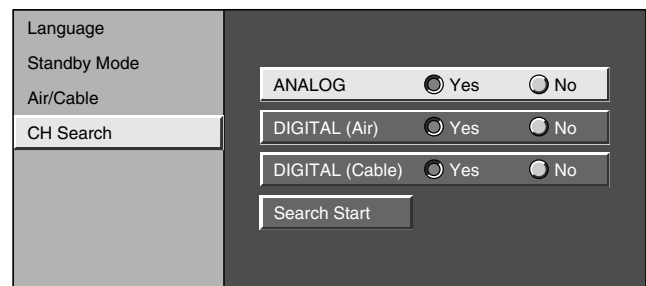 Language
Standby Mode
Air/Cable
CH Search
ANALOG Yes No
DIGITAL (Air) Yes No
DIGITAL (Cable) Yes No
Search Start